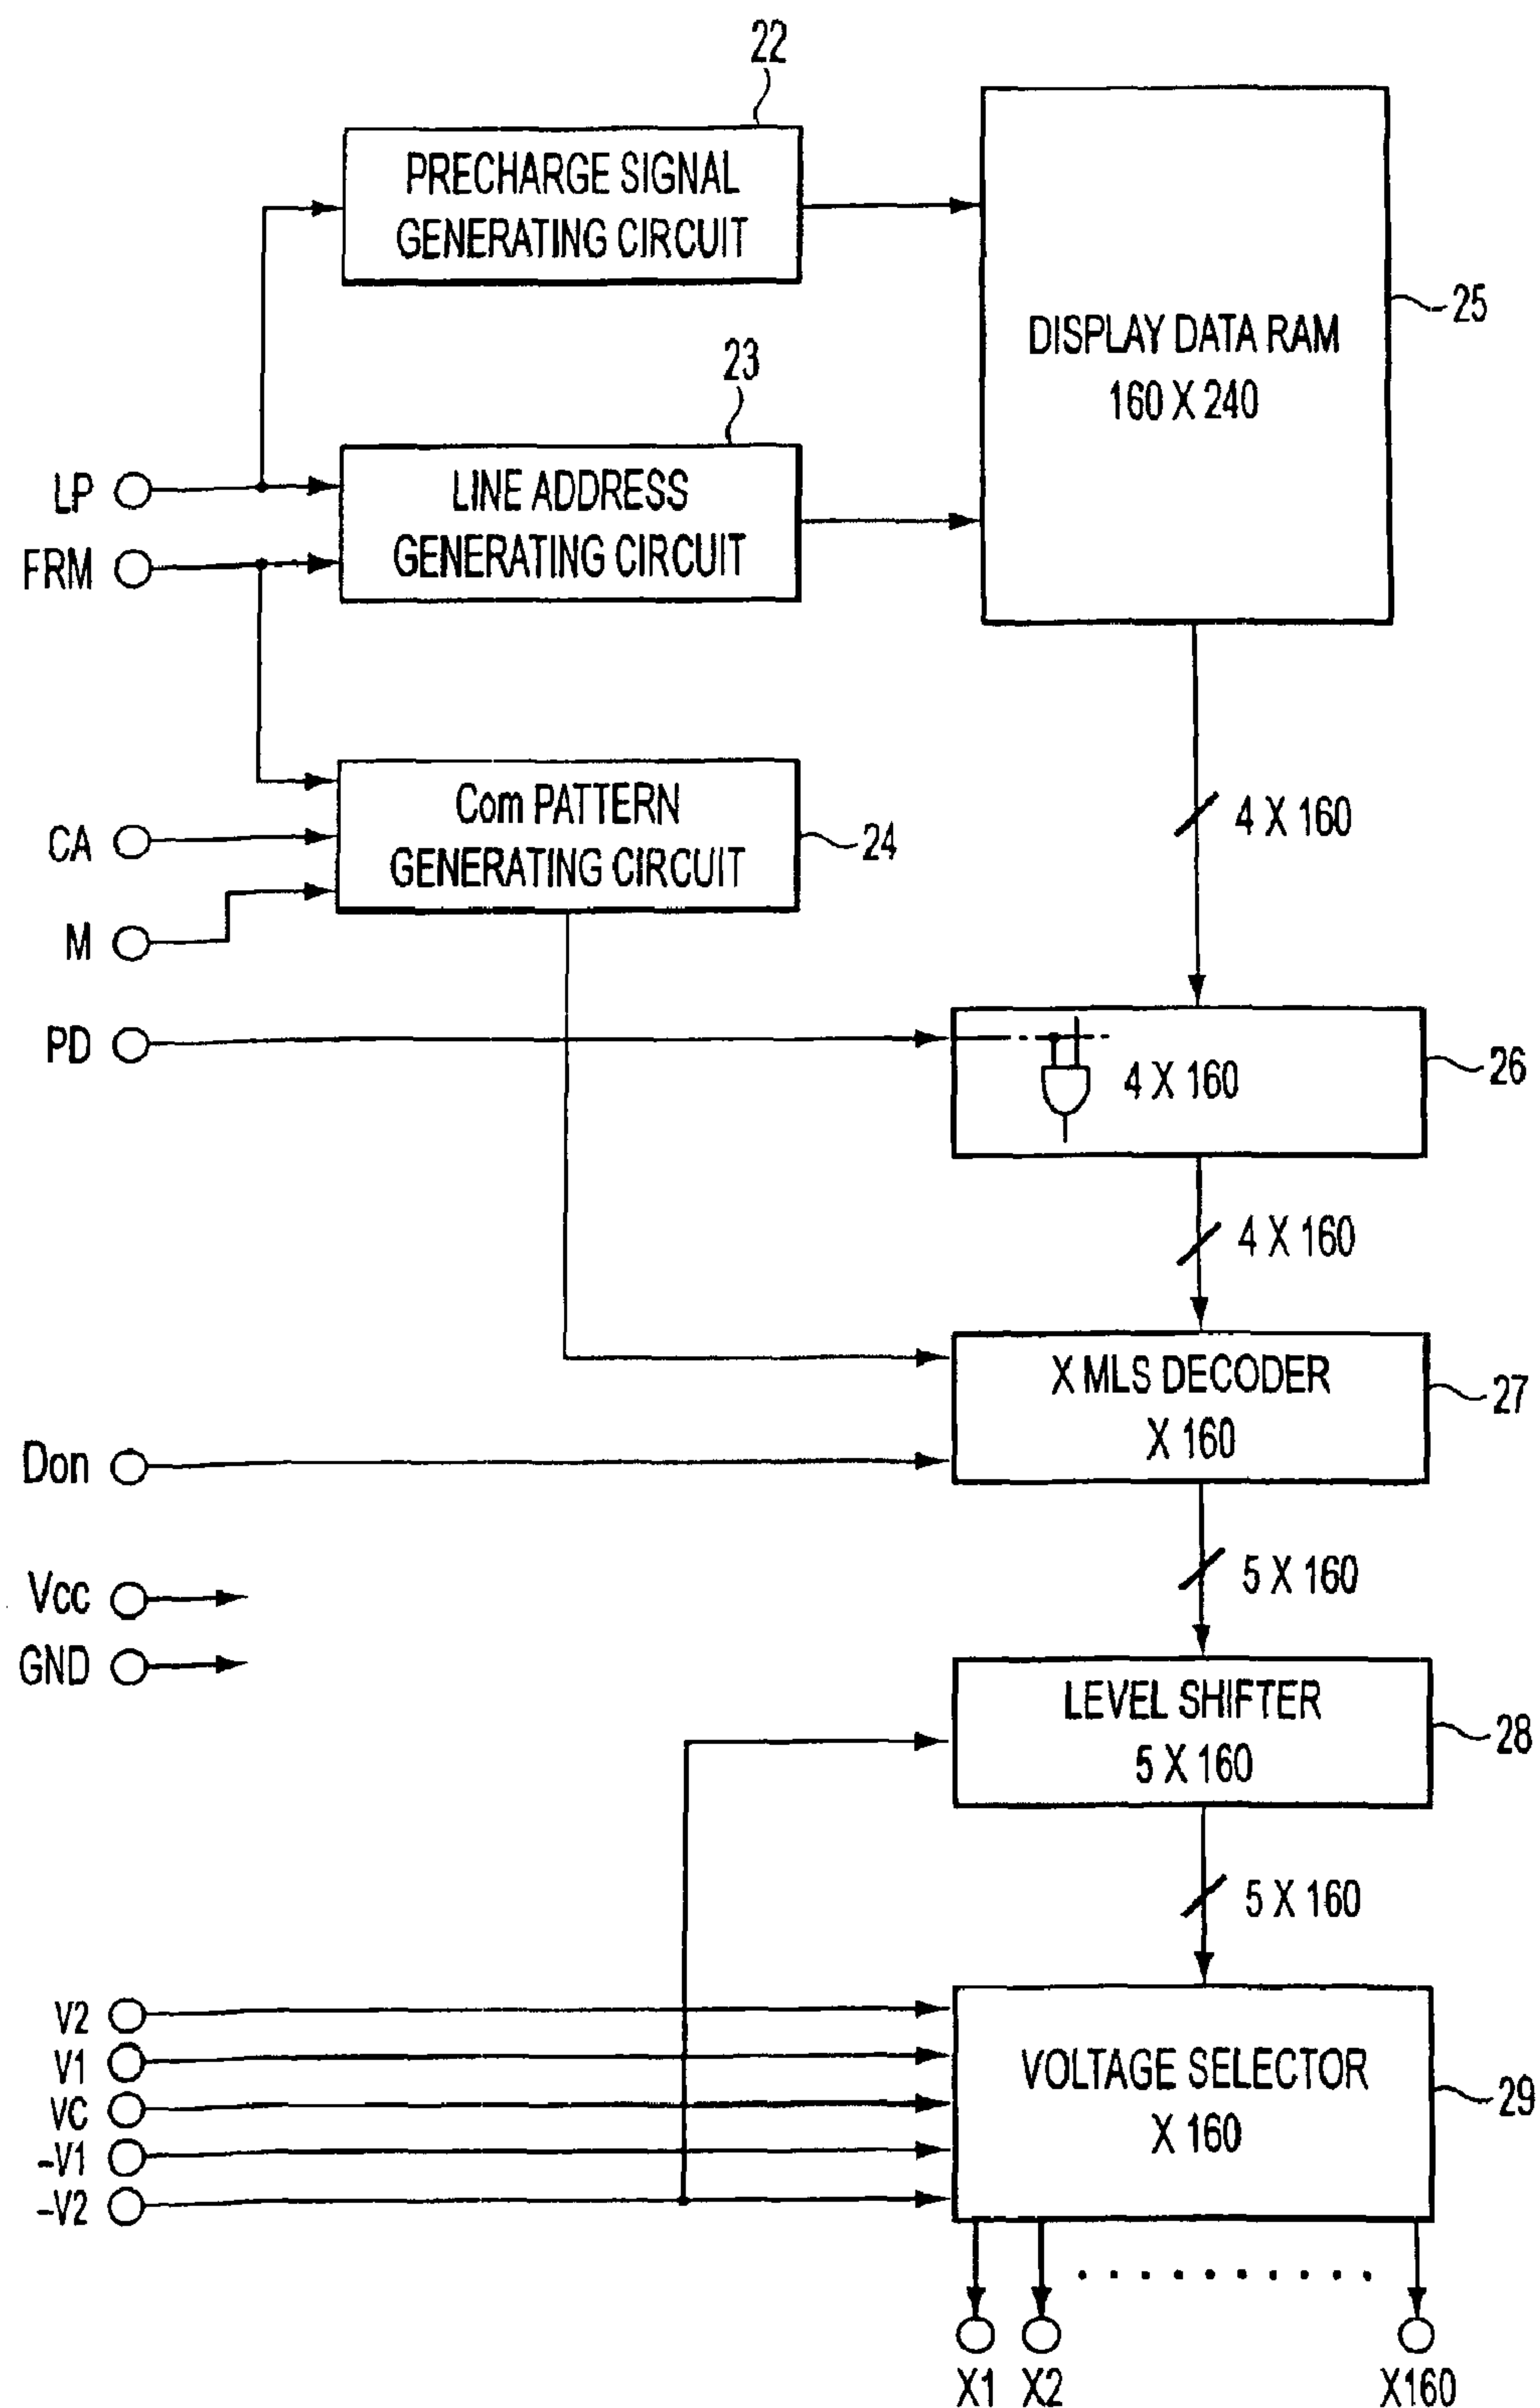 22
PRECHARGE SIGNAL
GENERATING CIRCUIT
DISPLAY DATA RAM
160 X 240
25
23
LP
FRM
LINE ADDRESS
GENERATING CIRCUIT
Com PATTERN
GENERATING CIRCUIT
24
4 X 160
CA
M
PD
4 X 160
26
4 X 160
X MLS DECODER
X 160
27
Don
5 X 160
Vcc
GND
LEVEL SHIFTER
5 X 160
28
5 X 160
V2
V1
VC
-V1
-V2
VOLTAGE SELECTOR
X 160
29
X1 X2 X160